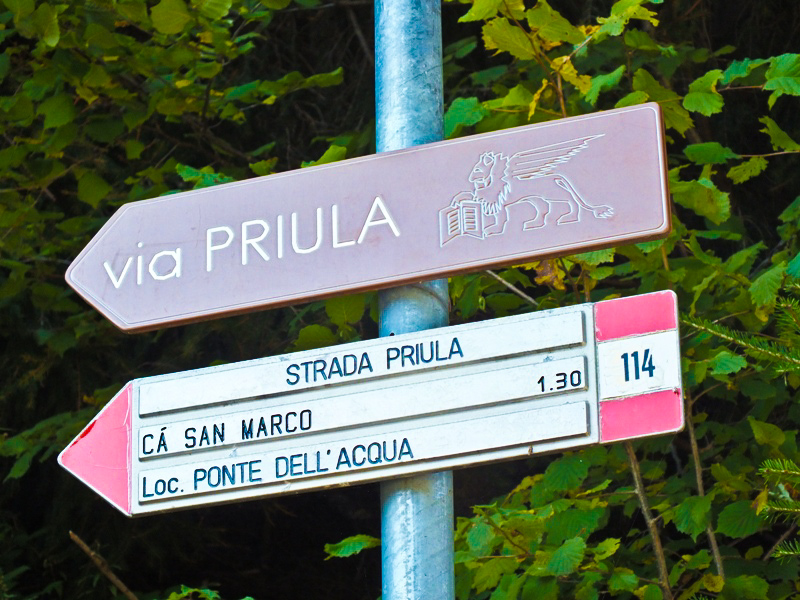 via PRIULA
STRADA PRIULA
CÁ SAN MARCO 1.30
Loc. PONTE DELL'ACQUA
114